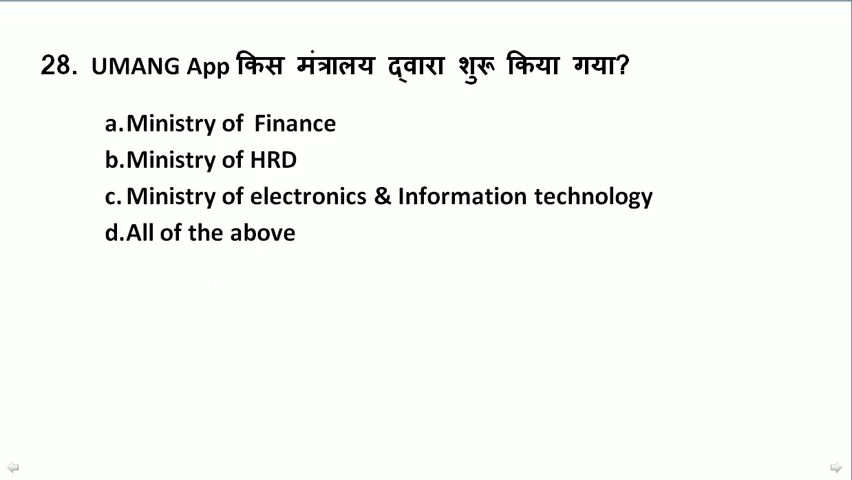 28. UMANG App किस मंत्रालय द्वारा शुरू किया गया?
a.Ministry of Finance
b.Ministry of HRD
c. Ministry of electronics & Information technology
d.All of the above